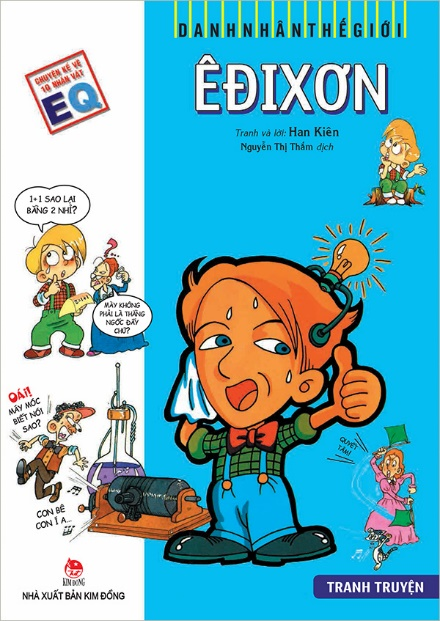 DANH NHÂN THẾ GIỚI
CHUYỆN KỂ VỀ
10 NHÂN VẬT
EQ
ÊĐIXƠN
Tranh và lời: Han Kiên
Nguyễn Thị Thắm dịch
1+1 SAO LẠI
BẰNG 2 NHỈ?
MÀY KHÔNG
PHẢI LÀ THẰNG
NGỐC ĐẤY
CHỨ?
OÁI!
MÁY MÓC
BIẾT NÓI
SAO?
CON BÊ
CON Ị A...
QUYẾT
TÂM!
KIM ĐỒNG
NHÀ XUẤT BẢN KIM ĐỒNG
TRANH TRUYỆN